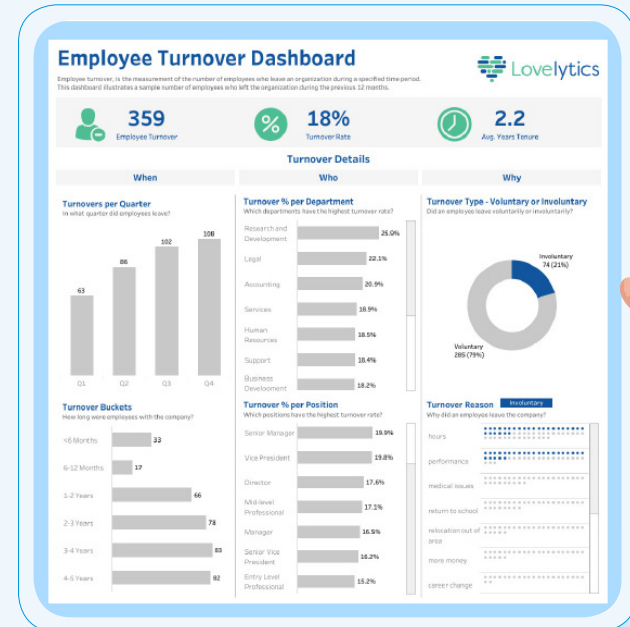 Employee Turnover Dashboard
Lovelytics
Employee turnover, is the measurement of the number of employees who leave an organization during a specified time period.
This dashboard illustrates a sample number of employees who left the organization during the previous 12 months.
359
Employee Turnover
18%
Turnover Rate
2.2
Avg. Years Tenure
Turnover Details
When
Who
Why
Turnovers per Quarter
In what quarter did employees leave?
63
86
102
108
Q1
Q2
Q3
Q4
Turnover % per Department
Which departments have the highest turnover rate?
Research and
Development
25.9%
Legal
22.1%
Accounting
20.9%
Services
18.9%
Human
Resources
18.5%
Support
18.4%
Business
Development
18.2%
Turnover Type - Voluntary or Involuntary
Did an employee leave voluntarily or involuntarily?
Involuntary
74 (21%)
Voluntary
285 (79%)
Turnover Buckets
How long were employees with the company?
<6 Months
33
6-12 Months
17
1-2 Years
66
2-3 Years
78
3-4 Years
83
4-5 Years
82
Turnover % per Position
Which positions have the highest turnover rate?
Senior Manager
19.9%
Vice President
19.8%
Director
17.6%
Mid-level
Professional
17.1%
Manager
16.5%
Senior Vice
President
16.2%
Entry Level
Professional
15.2%
Turnover Reason
Involuntary
Why did an employee leave the company?
hours
performance
medical issues
return to school
relocation out of
area
more money
career change